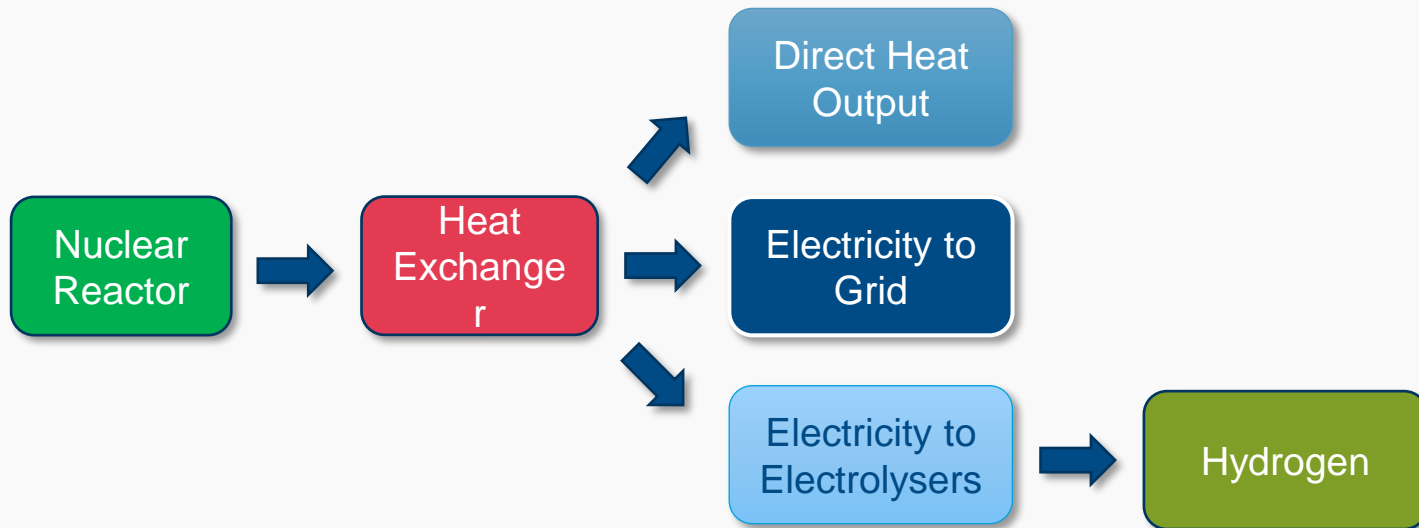 Direct Heat
Output
Nuclear
Reactor
Heat
Exchange
r
Electricity to
Grid
Electricity to
Electrolysers
Hydrogen